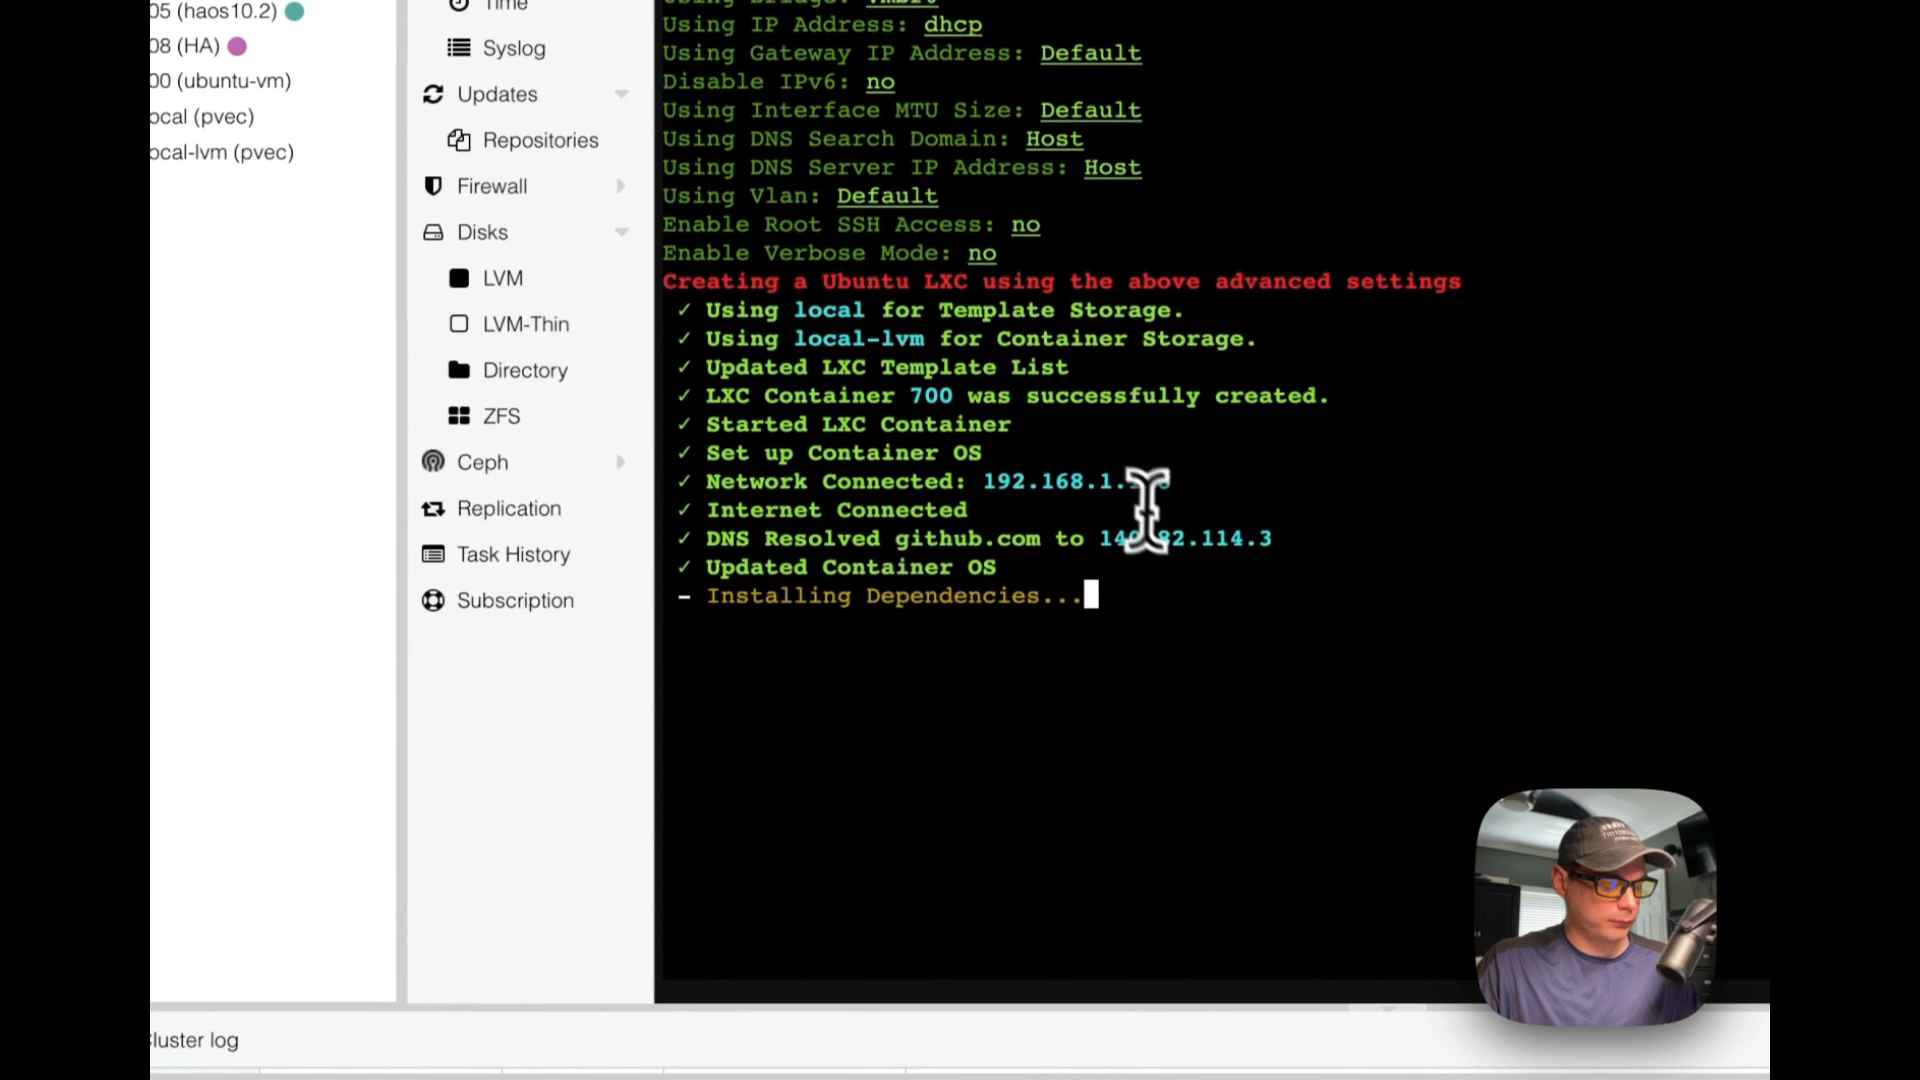 05 (haos10.2)
08 (HA)
00 (ubuntu-vm)
ocal (pvec)
ocal-lvm (pvec)
Time
Syslog
Updates
Repositories
Firewall
Disks
LVM
LVM-Thin
Directory
ZFS
Ceph
Replication
Task History
Subscription
Using Bridge: vmbr0
Using IP Address: dhcp
Using Gateway IP Address: Default
Disable IPv6: no
Using Interface MTU Size: Default
Using DNS Search Domain: Host
Using DNS Server IP Address: Host
Using Vlan: Default
Enable Root SSH Access: no
Enable Verbose Mode: no
Creating a Ubuntu LXC using the above advanced settings
✓ Using local for Template Storage.
✓ Using local-lvm for Container Storage.
✓ Updated LXC Template List
✓ LXC Container 700 was successfully created.
✓ Started LXC Container
✓ Set up Container OS
✓ Network Connected: 192.168.1.
✓ Internet Connected
✓ DNS Resolved github.com to
✓ Updated Container OS
- Installing Dependencies...
Cluster log